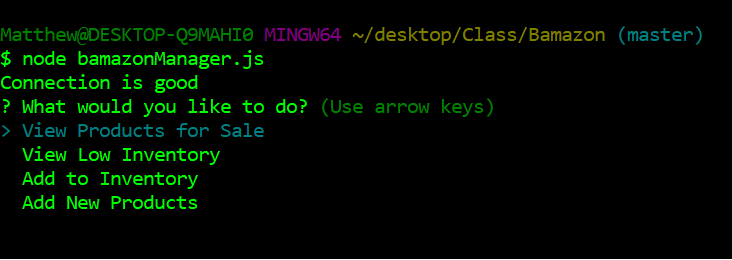 Matthew@DESKTOP-Q9MAHI0 MINGW64 ~/desktop/Class/Bamazon (master)
$ node bamazonManager.js
Connection is good
? What would you like to do? (Use arrow keys)
> View Products for Sale
  View Low Inventory
  Add to Inventory
  Add New Products